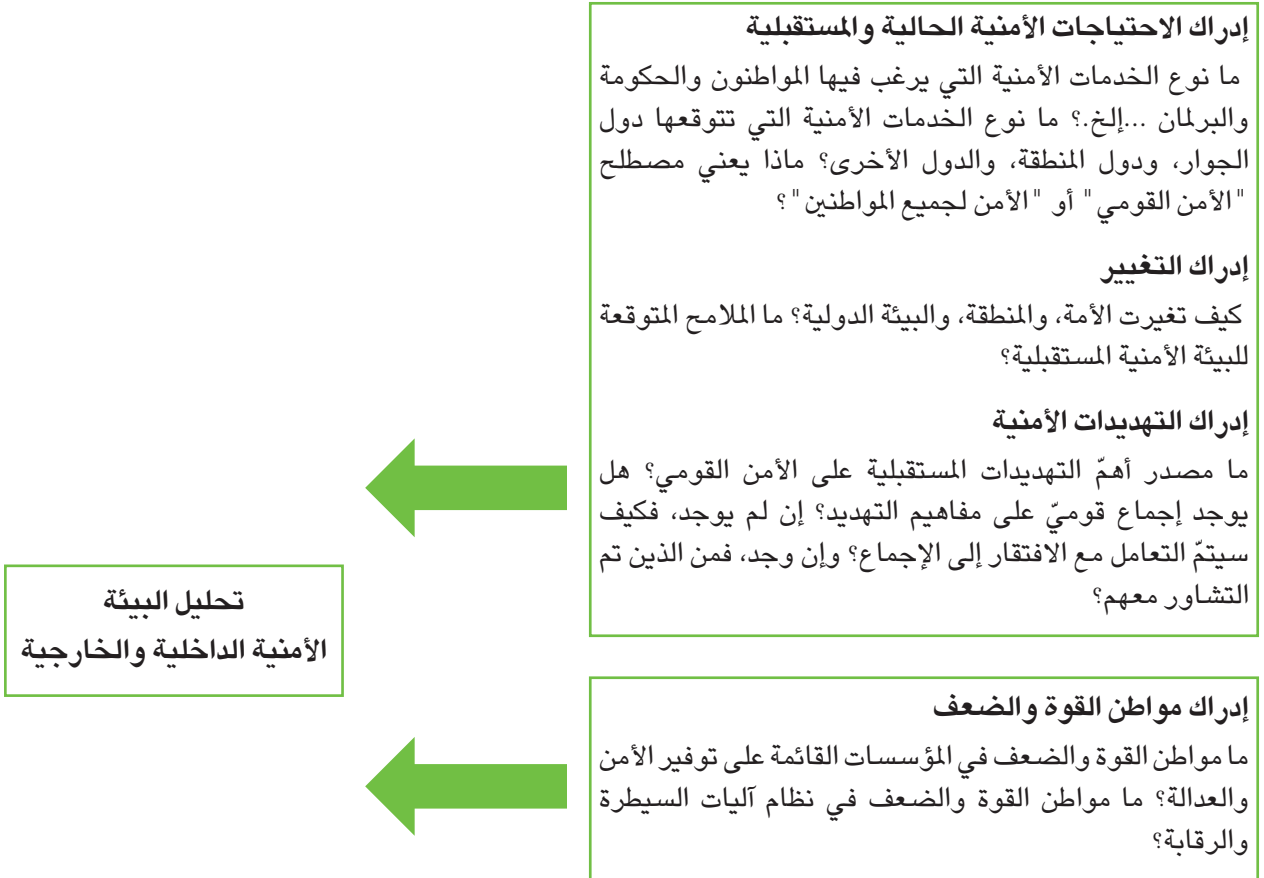 إدراك الاحتياجات الأمنية الحالية والمستقبلية
ما نوع الخدمات الأمنية التي يرغب فيها المواطنون والحكومة
والبرلمان ...إلخ.؟ ما نوع الخدمات الأمنية التي تتوقعها دول
الجوار، ودول المنطقة، والدول الأخرى؟ ماذا يعني مصطلح
"الأمن القومي" أو "الأمن لجميع المواطنين"؟
إدراك التغيير
كيف تغيرت الأمة، والمنطقة، والبيئة الدولية؟ ما الملامح المتوقعة
للبيئة الأمنية المستقبلية؟
إدراك التهديدات الأمنية
ما مصدر أهمّ التهديدات المستقبلية على الأمن القومي؟ هل
يوجد إجماع قوميّ على مفاهيم التهديد؟ إن لم يوجد، فكيف
سيتمّ التعامل مع الافتقار إلى الإجماع؟ وإن وجد، فمن الذين تم
التشاور معهم؟
إدراك مواطن القوة والضعف
ما مواطن القوة والضعف في المؤسسات القائمة على توفير الأمن
والعدالة؟ ما مواطن القوة والضعف في نظام آليات السيطرة
والرقابة؟
تحليل البيئة
الأمنية الداخلية والخارجية